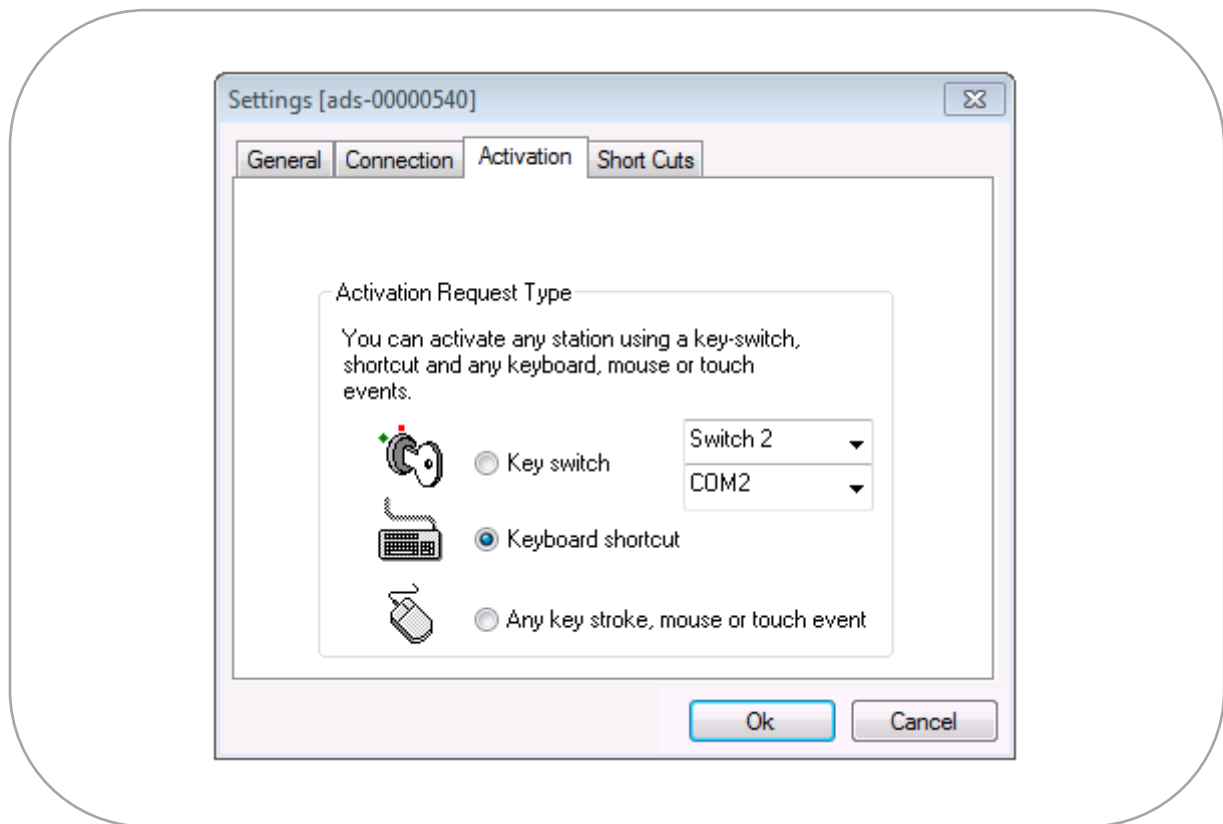 Settings [ads-00000540]
General Connection Activation Short Cuts
Activation Request Type
You can activate any station using a key-switch,
shortcut and any keyboard, mouse or touch
events.
Switch 2
Key switch
COM2
Keyboard shortcut
Any key stroke, mouse or touch event
Ok Cancel